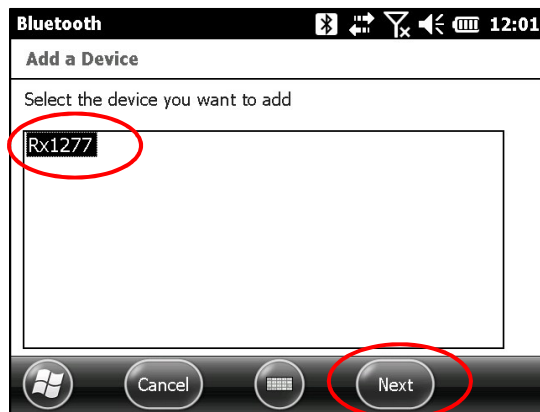 Bluetooth 12:01
Add a Device
Select the device you want to add
Rx1277
Cancel Next